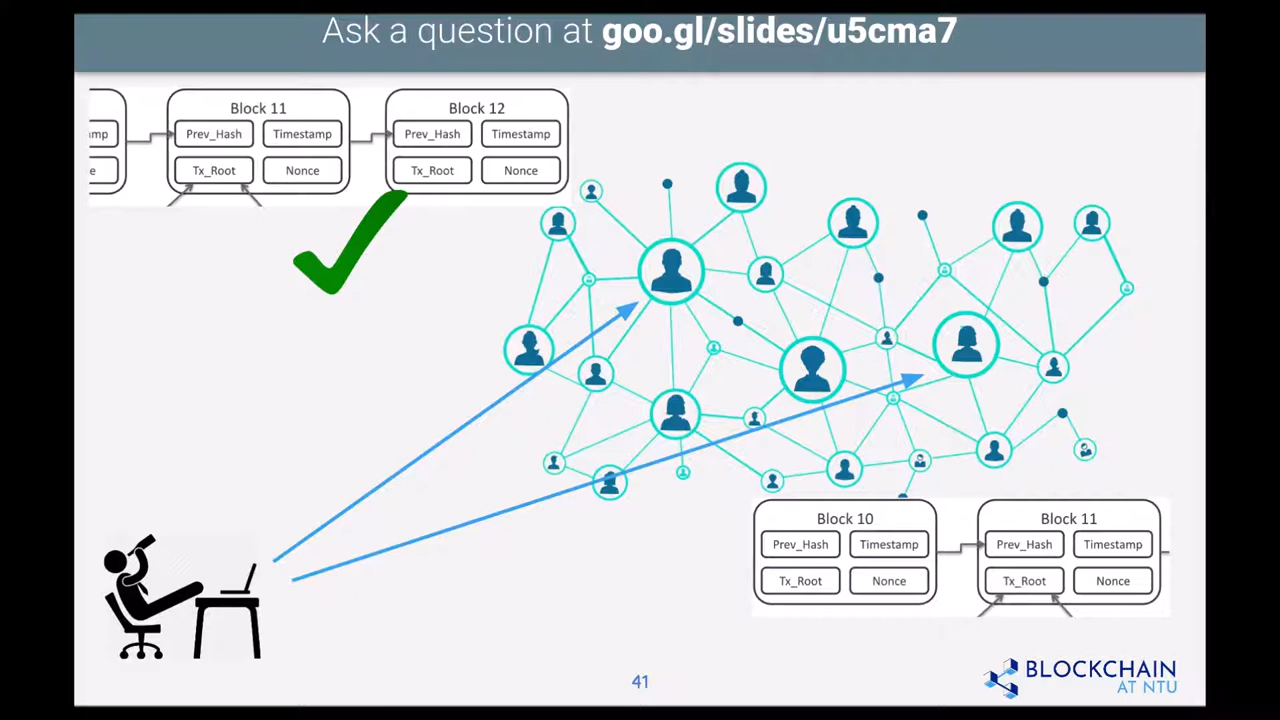 Ask a question at goo.gl/slides/u5cma7
Block 11
Block 12
mp
Prev_Hash
Timestamp
Prev_Hash
Timestamp
e
Tx_Root
Nonce
Tx_Root
Nonce
Block 10
Block 11
Prev_Hash
Timestamp
Prev_Hash
Timestamp
Tx_Root
Nonce
Tx_Root
Nonce
41
BLOCKCHAIN
AT NTU